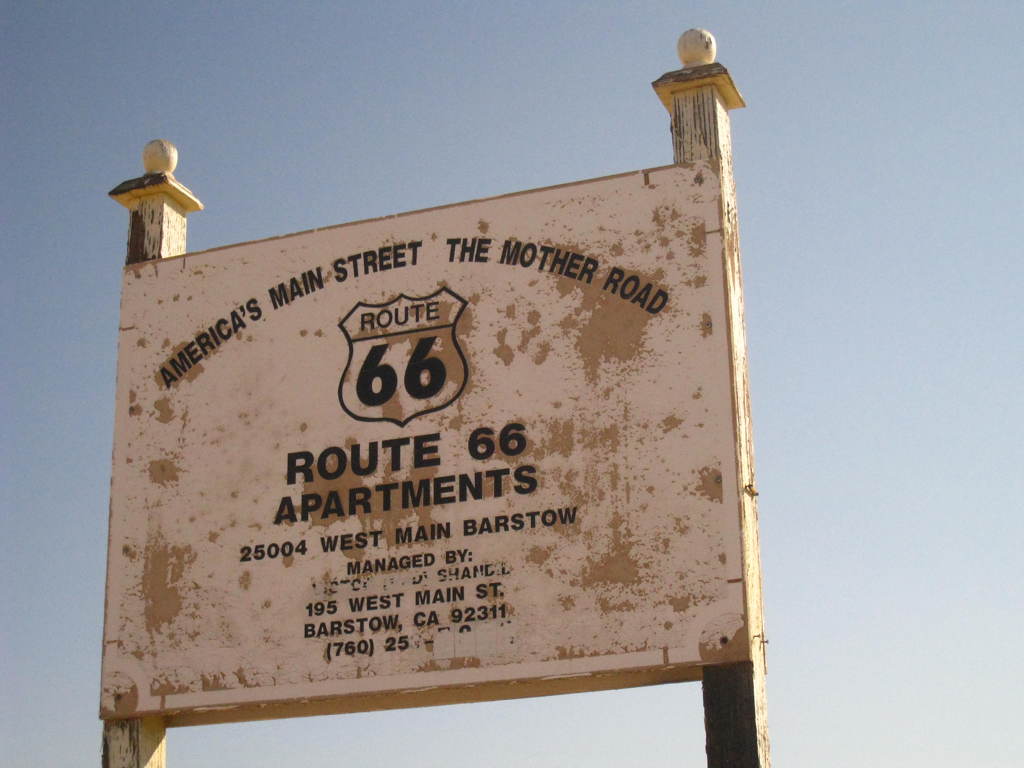 AMERICA'S MAIN STREET THE MOTHER ROAD
ROUTE
66
ROUTE 66
APARTMENTS
25004 WEST MAIN BARSTOW
MANAGED BY:
195 WEST MAIN ST.
BARSTOW, CA 92311
(760) 25